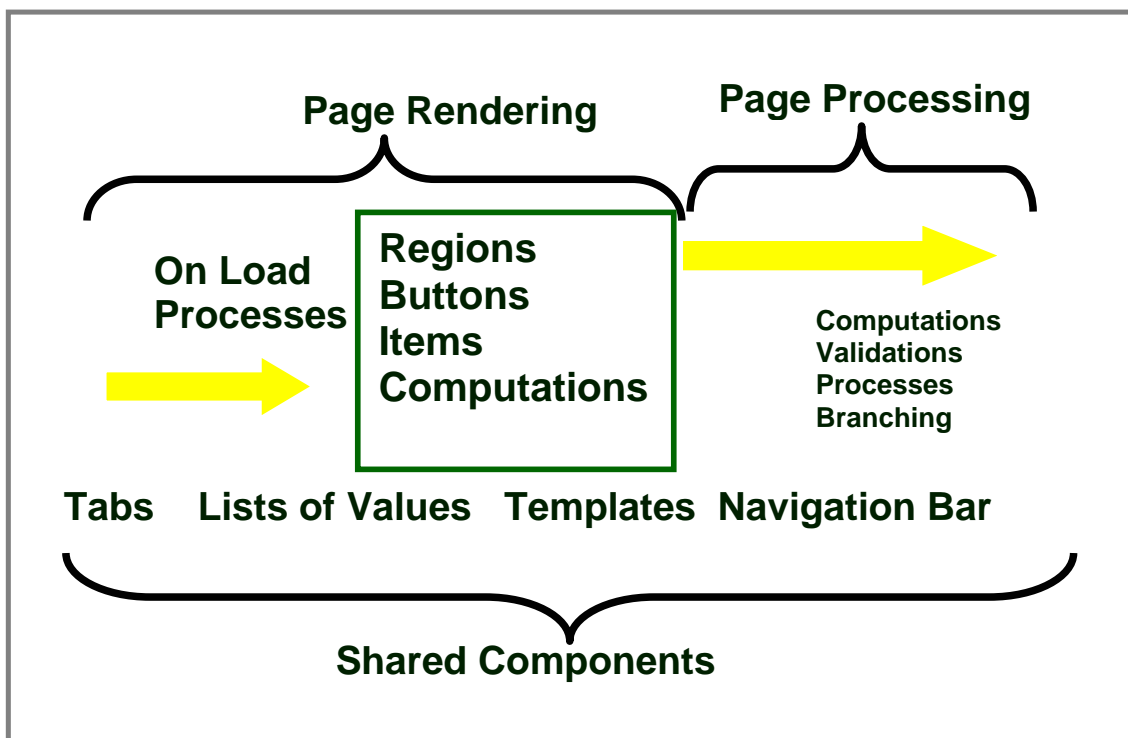 Page Rendering
Page Processing
On Load
Processes
Regions
Buttons
Items
Computations
Computations
Validations
Processes
Branching
Tabs Lists of Values Templates Navigation Bar
Shared Components